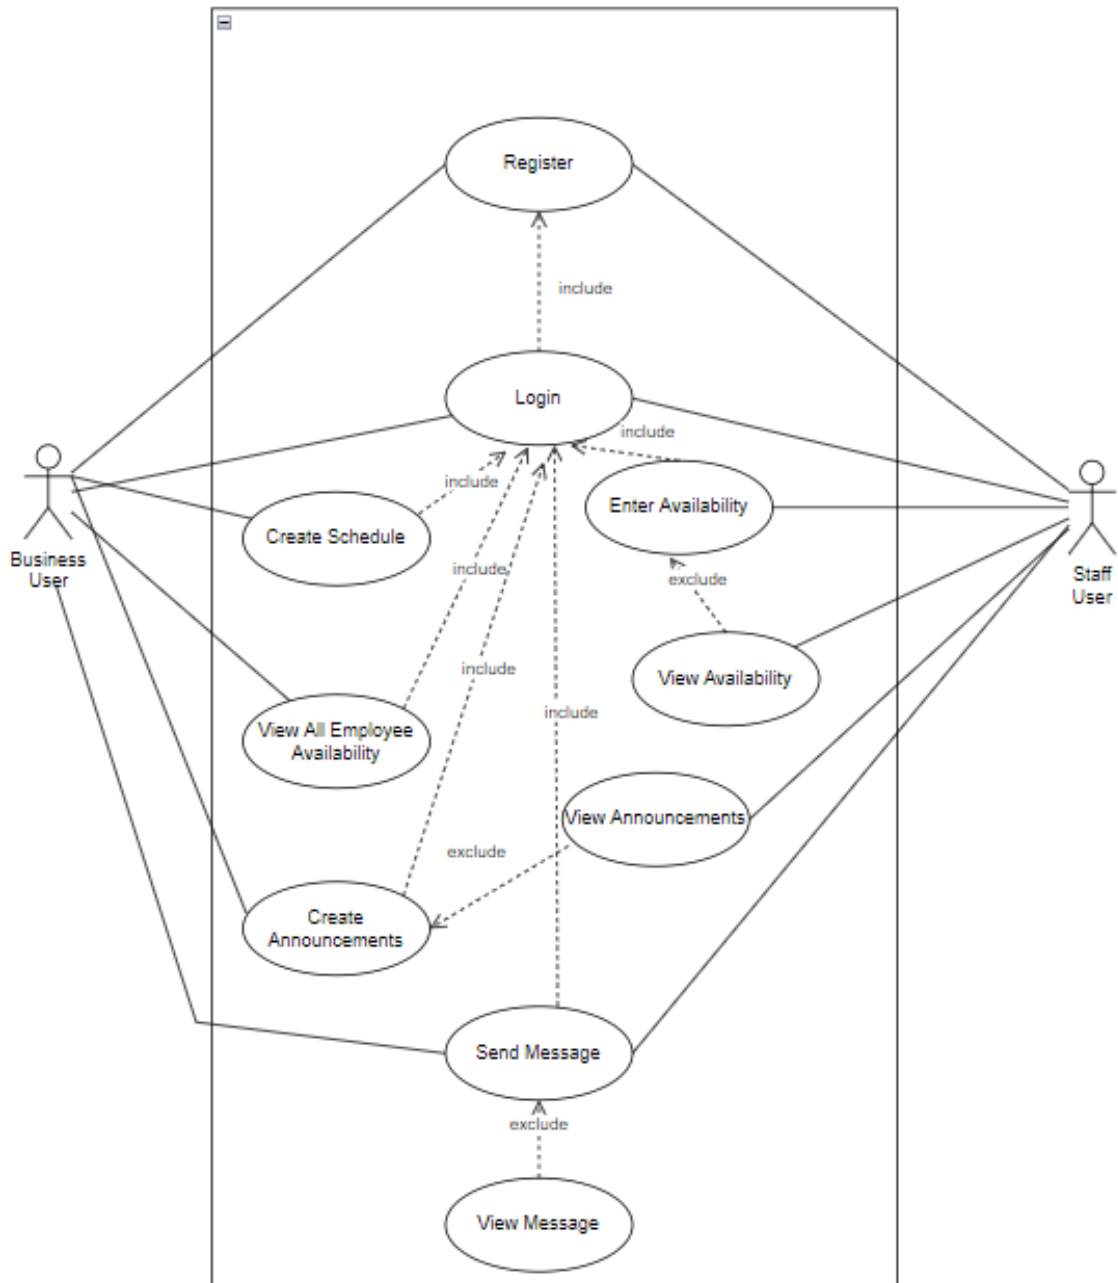 Register
include
Login
include
include
Enter Availability
Create Schedule
Business
User
include
exclude
Staff
User
include
View Availability
include
View All Employee
Availability
View Announcements
exclude
Create
Announcements
Send Message
exclude
View Message